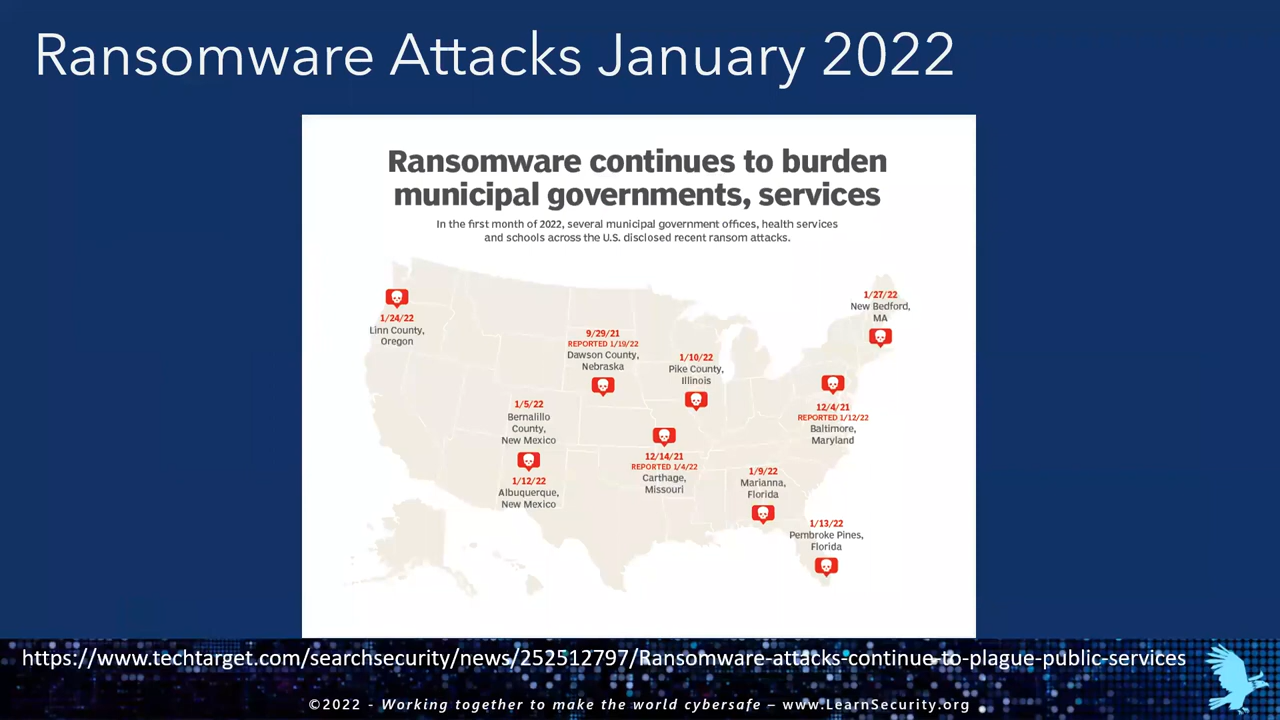 Ransomware Attacks January 2022
Ransomware continues to burden
municipal governments, services
In the first month of 2022, several municipal government offices, health services
and schools across the U.S. disclosed recent ransom attacks.
1/24/22
Linn County,
Oregon
9/29/21
REPORTED 1/19/22
Dawson County,
Nebraska
1/10/22
Pike County,
Illinois
1/27/22
New Bedford,
MA
1/5/22
Bernalillo
County,
New Mexico
1/12/22
Albuquerque,
New Mexico
12/14/21
REPORTED 1/4/22
Carthage,
Missouri
12/4/21
REPORTED 1/12/22
Baltimore,
Maryland
1/9/22
Marianna,
Florida
1/13/22
Pembroke Pines,
Florida
https://www.techtarget.com/searchsecurity/news/252512797/Ransomware-attacks-continue-to-plague-public-services
©2022 - Working together to make the world cybersafe – www.LearnSecurity.org